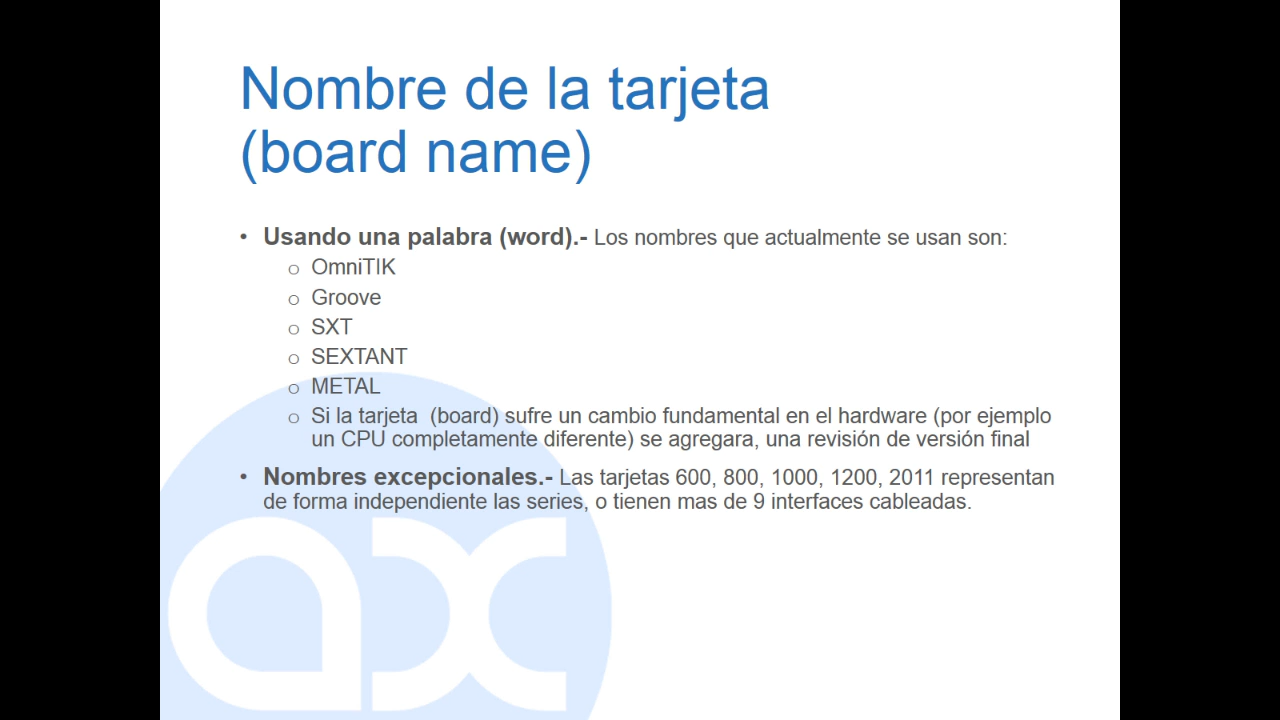 Nombre de la tarjeta
(board name)
• Usando una palabra (word).- Los nombres que actualmente se usan son:
o OmniTIK
o Groove
o SXT
o SEXTANT
o METAL
o Si la tarjeta (board) sufre un cambio fundamental en el hardware (por ejemplo
un CPU completamente diferente) se agregara, una revisión de versión final
• Nombres excepcionales.- Las tarjetas 600, 800, 1000, 1200, 2011 representan
de forma independiente las series, o tienen mas de 9 interfaces cableadas.
ax